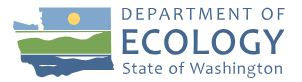 DEPARTMENT OF
ECOLOGY
State of Washington